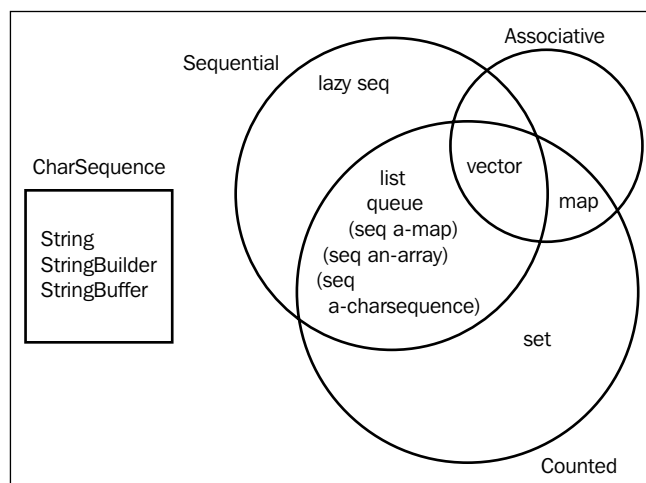 Associative
Sequential
lazy seq
CharSequence
String
StringBuilder
StringBuffer
list
queue
(seq a-map)
(seq an-array)
(seq
a-charsequence)
vector
map
set
Counted